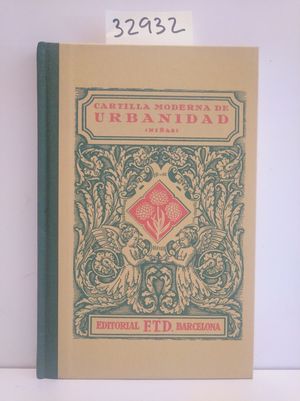 32932
CARTILLA MODERNA DE
URBANIDAD
(NIÑAS)
EDITORIAL F.T.D. BARCELONA